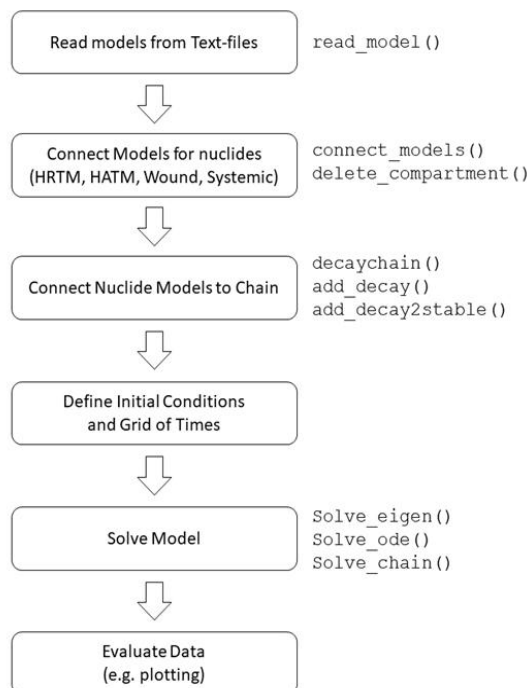 Read models from Text-files
read_model()
Connect Models for nuclides
(HRTM, HATM, Wound, Systemic)
connect_models()
delete_compartment()
Connect Nuclide Models to Chain
decaychain()
add_decay()
add_decay2stable()
Define Initial Conditions
and Grid of Times
Solve Model
Solve_eigen()
Solve_ode()
Solve_chain()
Evaluate Data
(e.g. plotting)